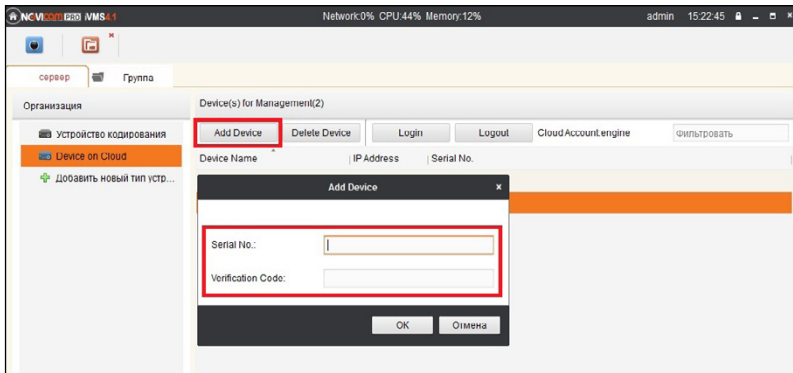 NOVICOM PRO iVMS4.1 Network:0% CPU:44% Memory:12% admin 15:22:45
сервер Группа
Организация Device(s) for Management(2)
Устройство кодирования Add Device Delete Device Login Logout Cloud Account:engine Фильтровать
Device on Cloud Device Name IP Address Serial No.
Добавить новый тип устр...
Add Device x
Serial No.:
Verification Code:
OK Отмена